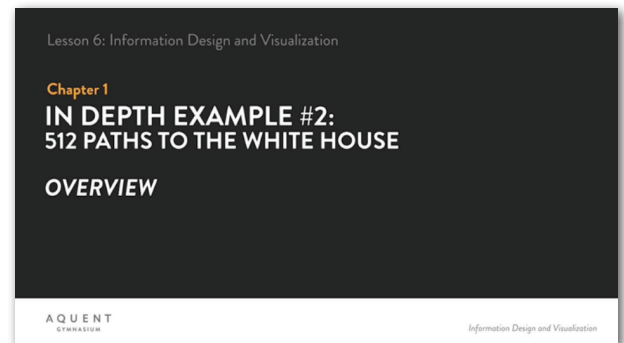 Lesson 6: Information Design and Visualization
Chapter 1
IN DEPTH EXAMPLE #2:
512 PATHS TO THE WHITE HOUSE
OVERVIEW
AQUENT
GYMNASIUM
Information Design and Visualization